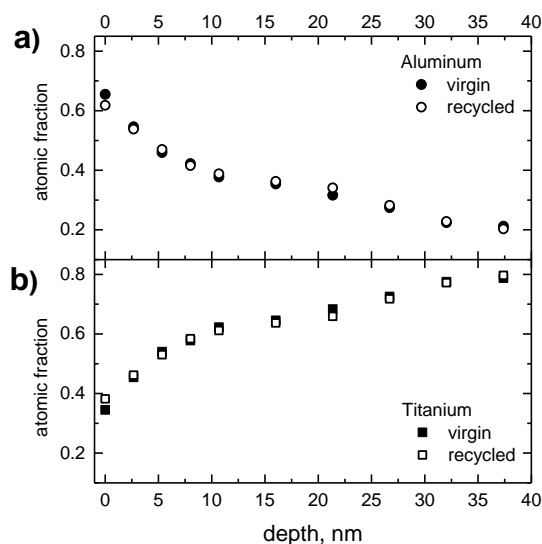 0 5 10 15 20 25 30 35 40
a)
0.8
0.6
0.4
0.2
atomic fraction
Aluminum
virgin
recycled
b)
0.8
0.6
0.4
0.2
atomic fraction
Titanium
virgin
recycled
0 5 10 15 20 25 30 35 40
depth, nm